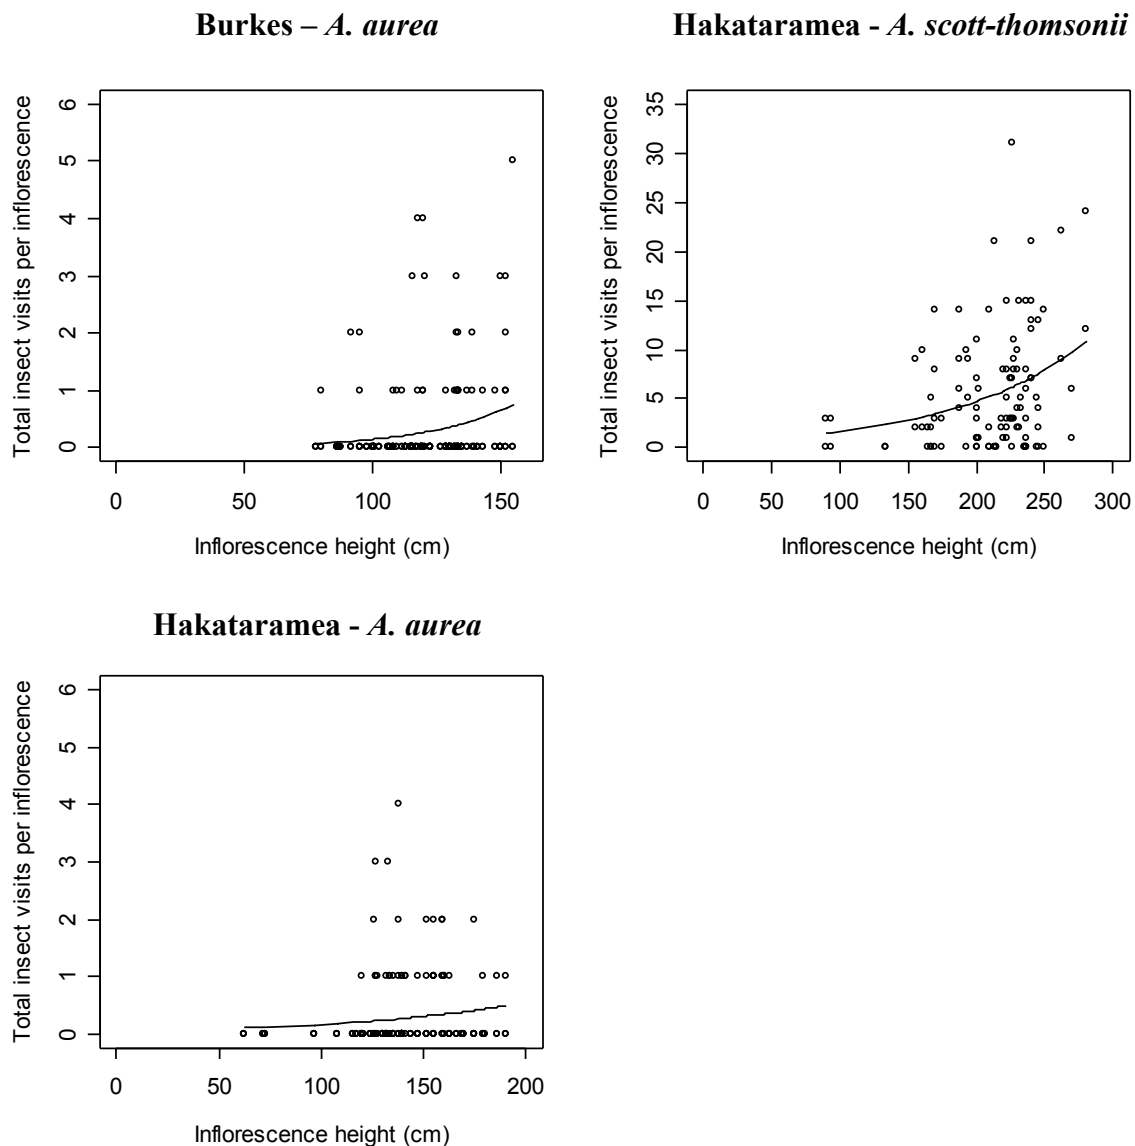 Burkes – A. aurea
Total insect visits per inflorescence
6
5
4
3
2
1
0
0 50 100 150
Inflorescence height (cm)
Hakataramea - A. scott-thomsonii
Total insect visits per inflorescence
35
30
25
20
15
10
5
0
0 50 100 150 200 250 300
Inflorescence height (cm)
Hakataramea - A. aurea
Total insect visits per inflorescence
6
5
4
3
2
1
0
0 50 100 150 200
Inflorescence height (cm)